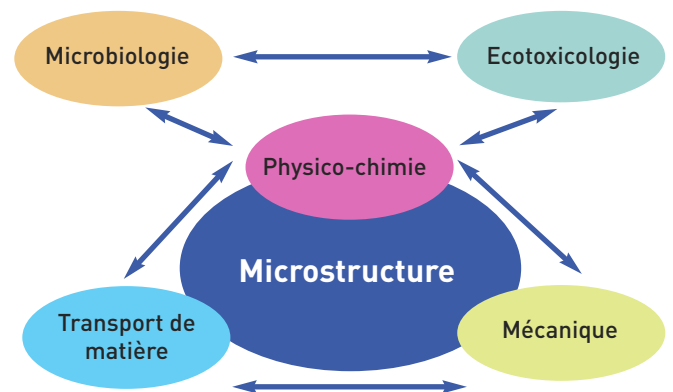 Microbiologie
Ecotoxicologie
Physico-chimie
Microstructure
Transport de
matière
Mécanique